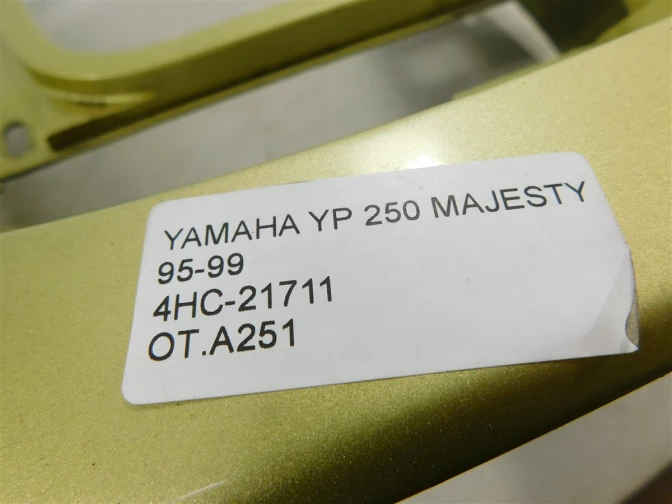 YAMAHA YP 250 MAJESTY
95-99
4HC-21711
OT.A251